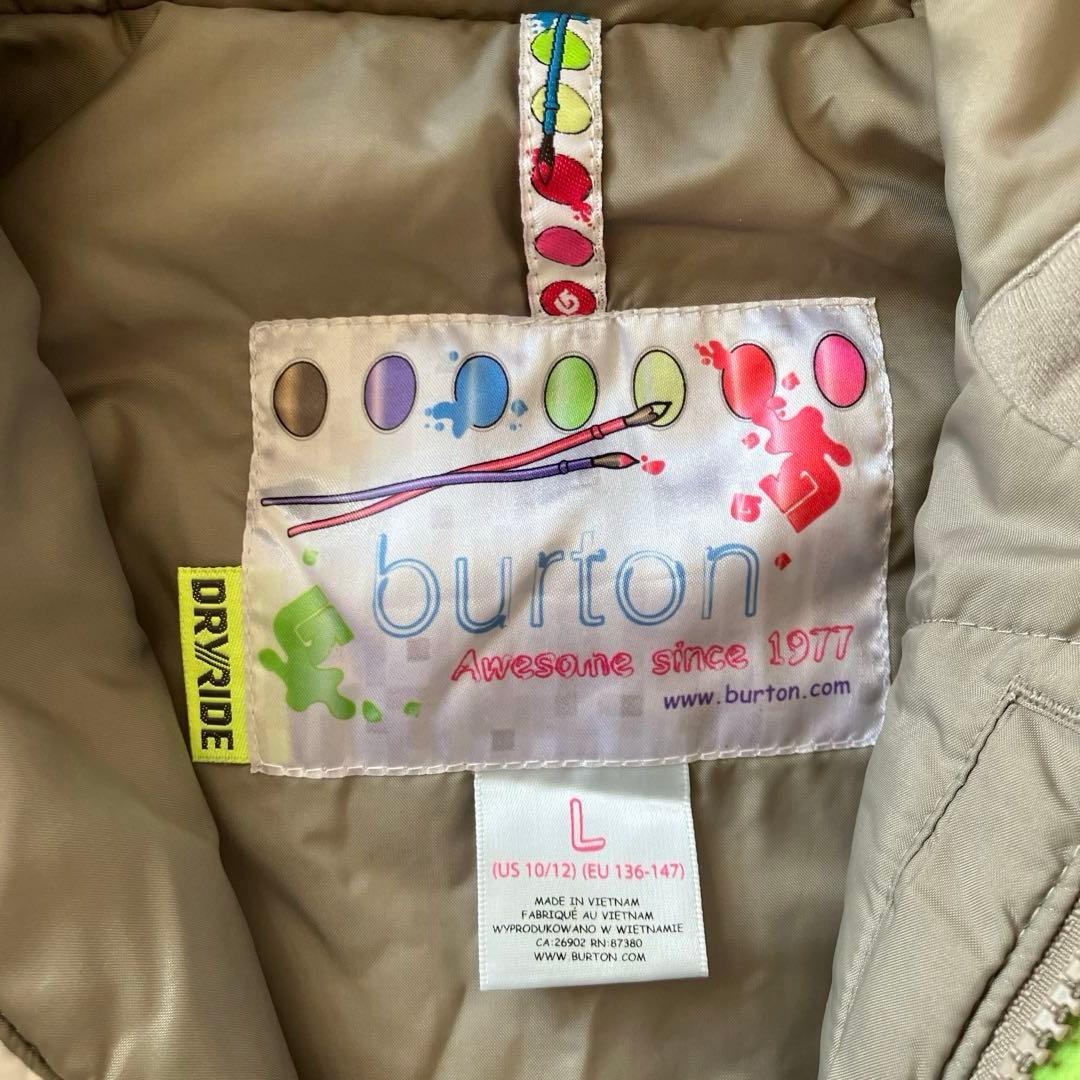 burton
Awesome since 1977
www.burton.com
DRYRIDE
L
(US 10/12) (EU 136-147)
MADE IN VIETNAM
FABRIQUÉ AU VIETNAM
WYPRODUKOWANO W WIETNAMIE
CA:26902 RN:87380
WWW.BURTON.COM